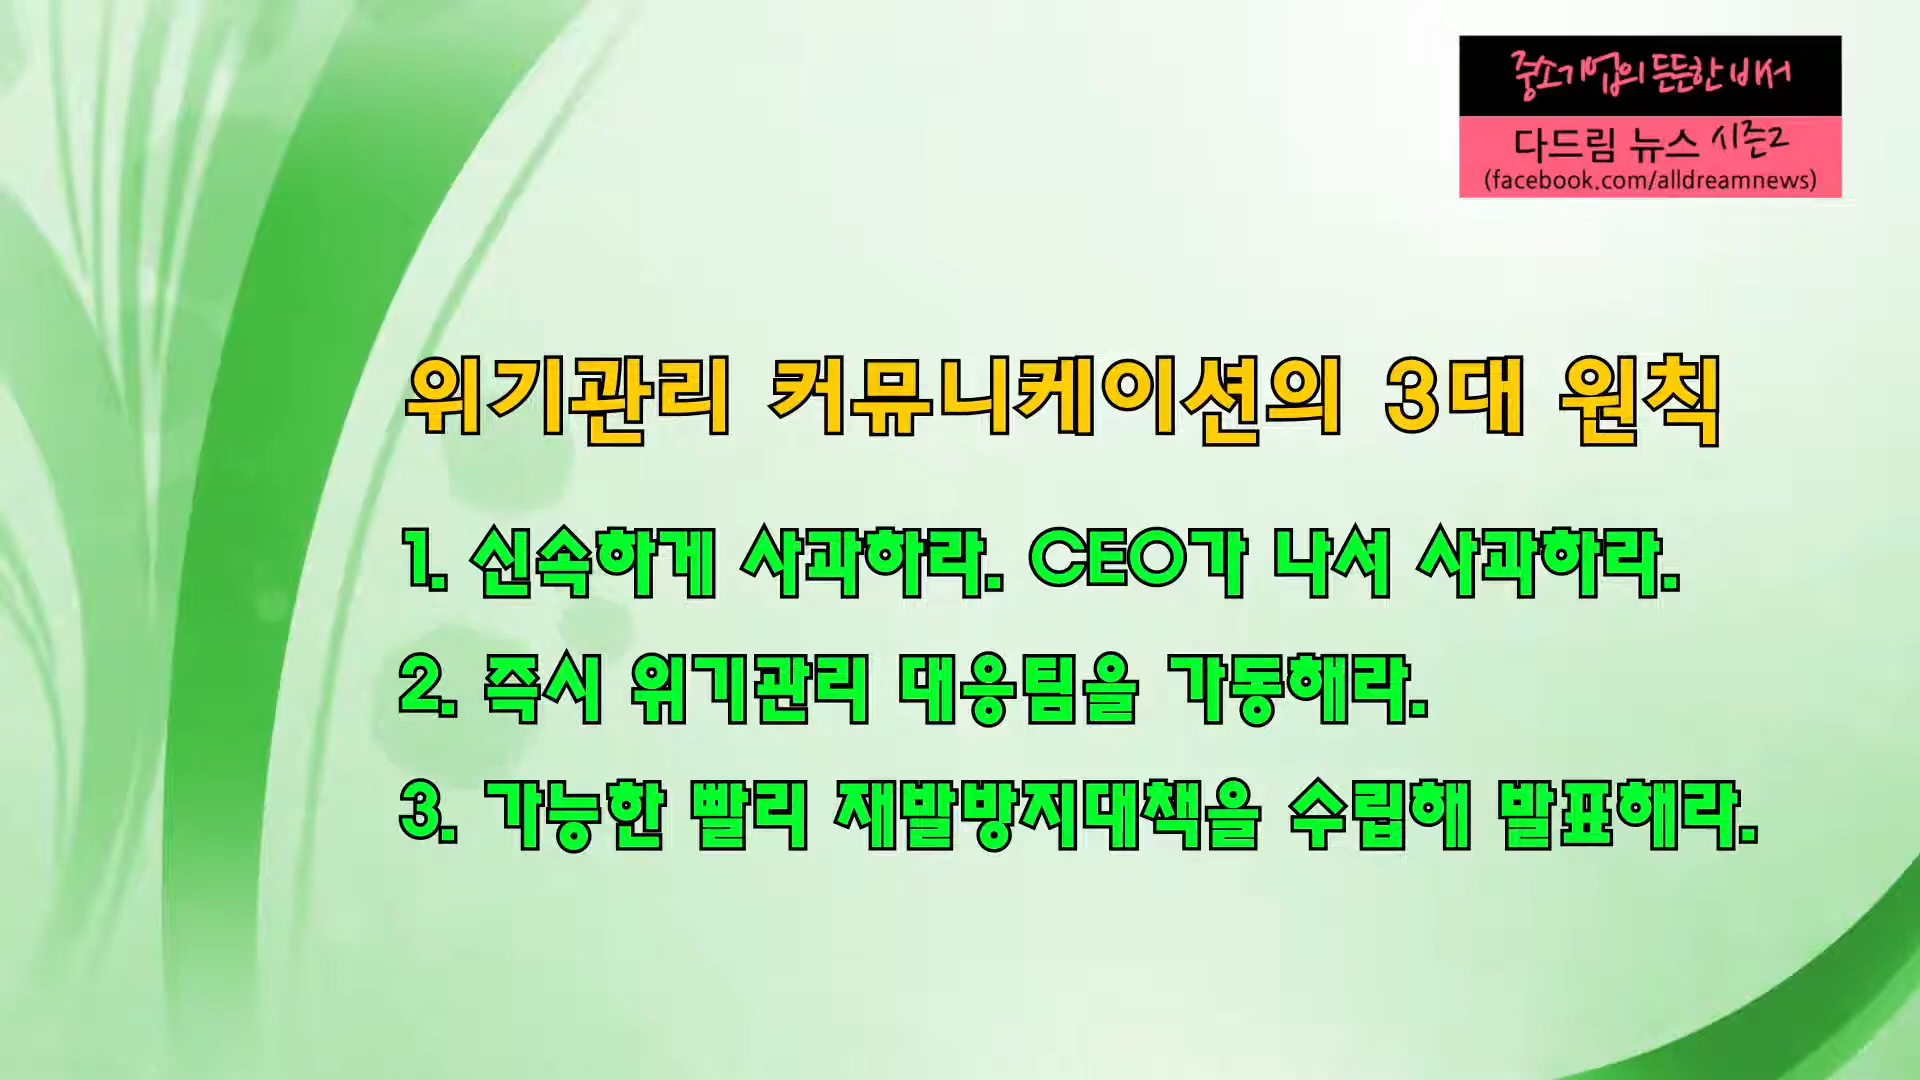 중소기업의 든든한 비서
다드림 뉴스 시즌2
(facebook.com/alldreamnews)
위기관리 커뮤니케이션의 3대 원칙
1. 신속하게 사과하라. CEO가 나서 사과하라.
2. 즉시 위기관리 대응팀을 가동해라.
3. 가능한 빨리 재발방지대책을 수립해 발표해라.